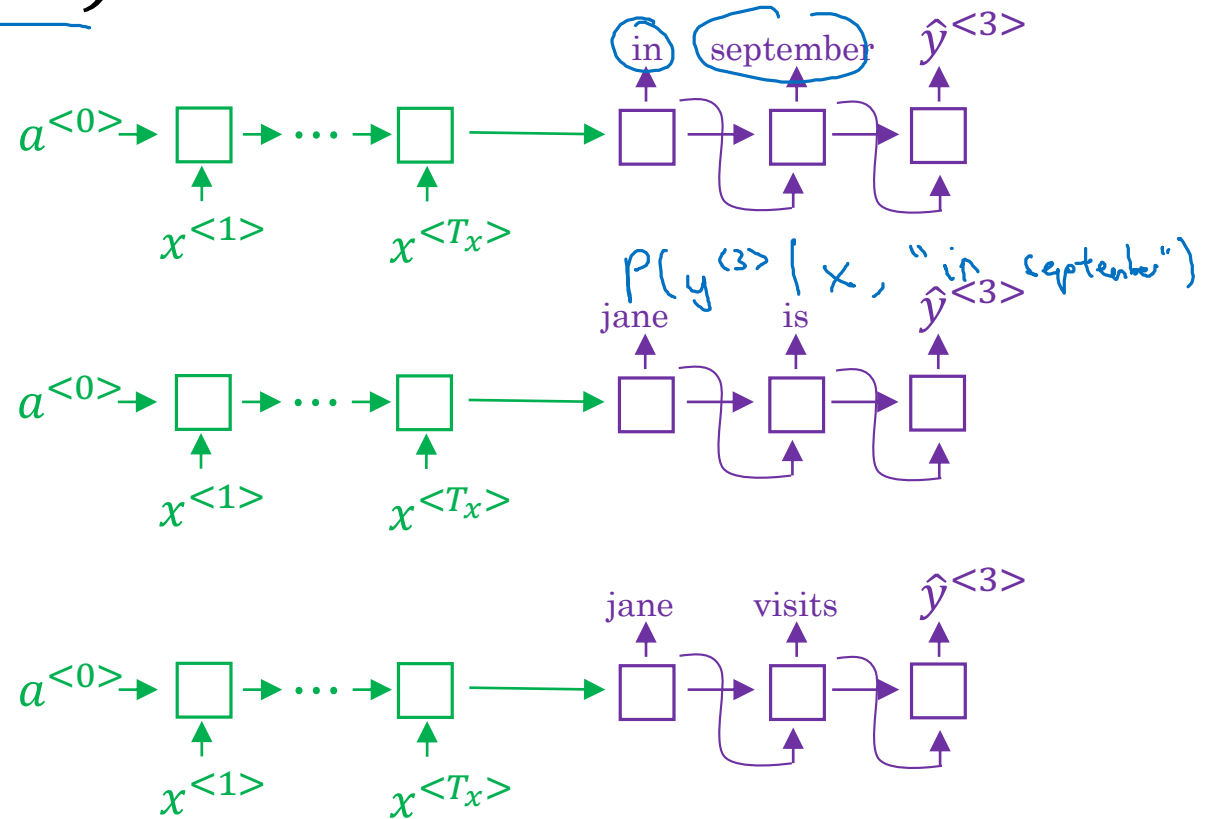 in september ŷ<3>
a<0> ...
x<1> x<Tx>
P(y<3> | x, "in september")
jane is ŷ<3>
a<0> ...
x<1> x<Tx>
jane visits ŷ<3>
a<0> ...
x<1> x<Tx>